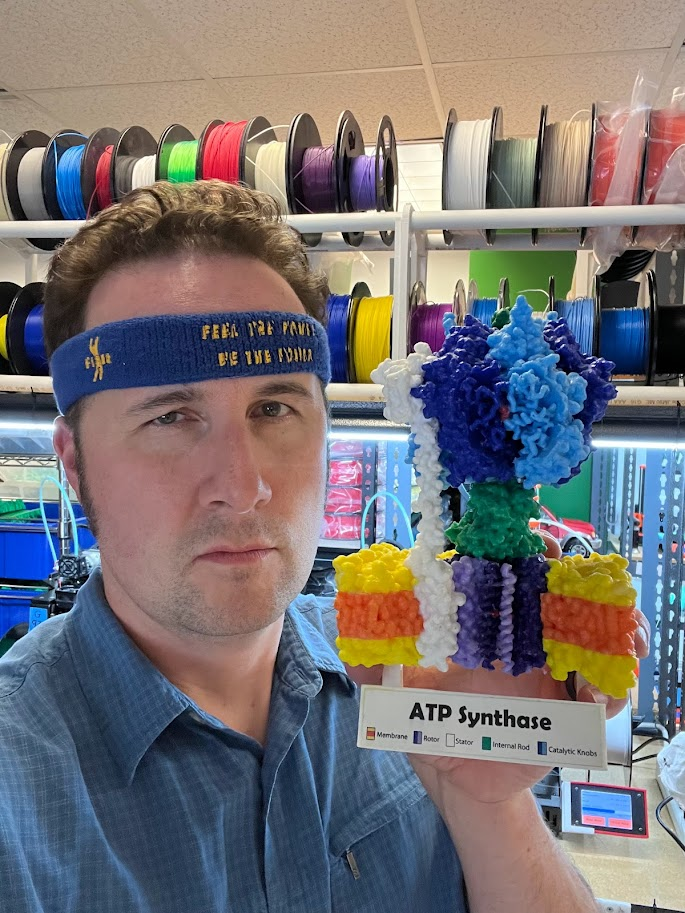 FEEL THE POWER
BE THE POWER
ATP Synthase
Membrane Rotor Stator Internal Rod Catalytic Knobs